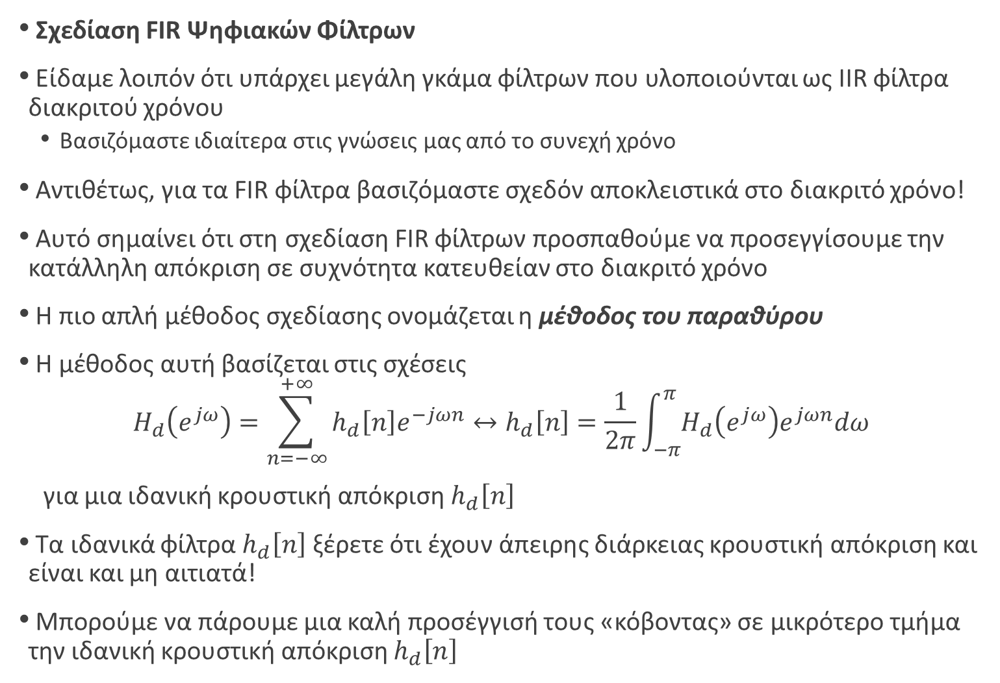 • Σχεδίαση FIR Ψηφιακών Φίλτρων
• Είδαμε λοιπόν ότι υπάρχει μεγάλη γκάμα φίλτρων που υλοποιούνται ως IIR φίλτρα
διακριτού χρόνου
• Βασιζόμαστε ιδιαίτερα στις γνώσεις μας από το συνεχή χρόνο
• Αντιθέτως, για τα FIR φίλτρα βασιζόμαστε σχεδόν αποκλειστικά στο διακριτό χρόνο!
• Αυτό σημαίνει ότι στη σχεδίαση FIR φίλτρων προσπαθούμε να προσεγγίσουμε την
κατάλληλη απόκριση σε συχνότητα κατευθείαν στο διακριτό χρόνο
• Η πιο απλή μέθοδος σχεδίασης ονομάζεται η μέθοδος του παραθύρου
• Η μέθοδος αυτή βασίζεται στις σχέσεις
$H_d(e^{j\omega}) = \sum_{n=-\infty}^{+\infty} h_d[n]e^{-j\omega n} \leftrightarrow h_d[n] = \frac{1}{2\pi} \int_{-\pi}^{\pi} H_d(e^{j\omega})e^{j\omega n}d\omega$
για μια ιδανική κρουστική απόκριση $h_d[n]$
• Τα ιδανικά φίλτρα $h_d[n]$ ξέρετε ότι έχουν άπειρης διάρκειας κρουστική απόκριση και
είναι και μη αιτιατά!
• Μπορούμε να πάρουμε μια καλή προσέγγισή τους «κόβοντας» σε μικρότερο τμήμα
την ιδανική κρουστική απόκριση $h_d[n]$